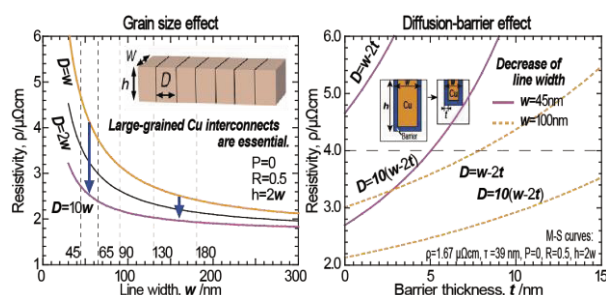 Grain size effect
Resistivity, ρ/μΩcm
6
5
4
3
2
1
D=w
D=2w
D=10w
w
h
D
Large-grained Cu interconnects
are essential.
P=0
R=0.5
h=2w
45
65
90
130
180
0
100
200
300
Line width, w /nm
Diffusion-barrier effect
Resistivity, ρ/μΩcm
6.0
5.0
4.0
3.0
2.0
D=w-2t
D=10(w-2t)
h
w
Cu
Cu
t
Barrier
Decrease of
line width
w=45nm
w=100nm
D=w-2t
D=10(w-2t)
M-S curves:
ρ=1.67 μΩcm, τ=39 nm, P=0, R=0.5, h=2w
0
5
10
15
Barrier thickness, t /nm